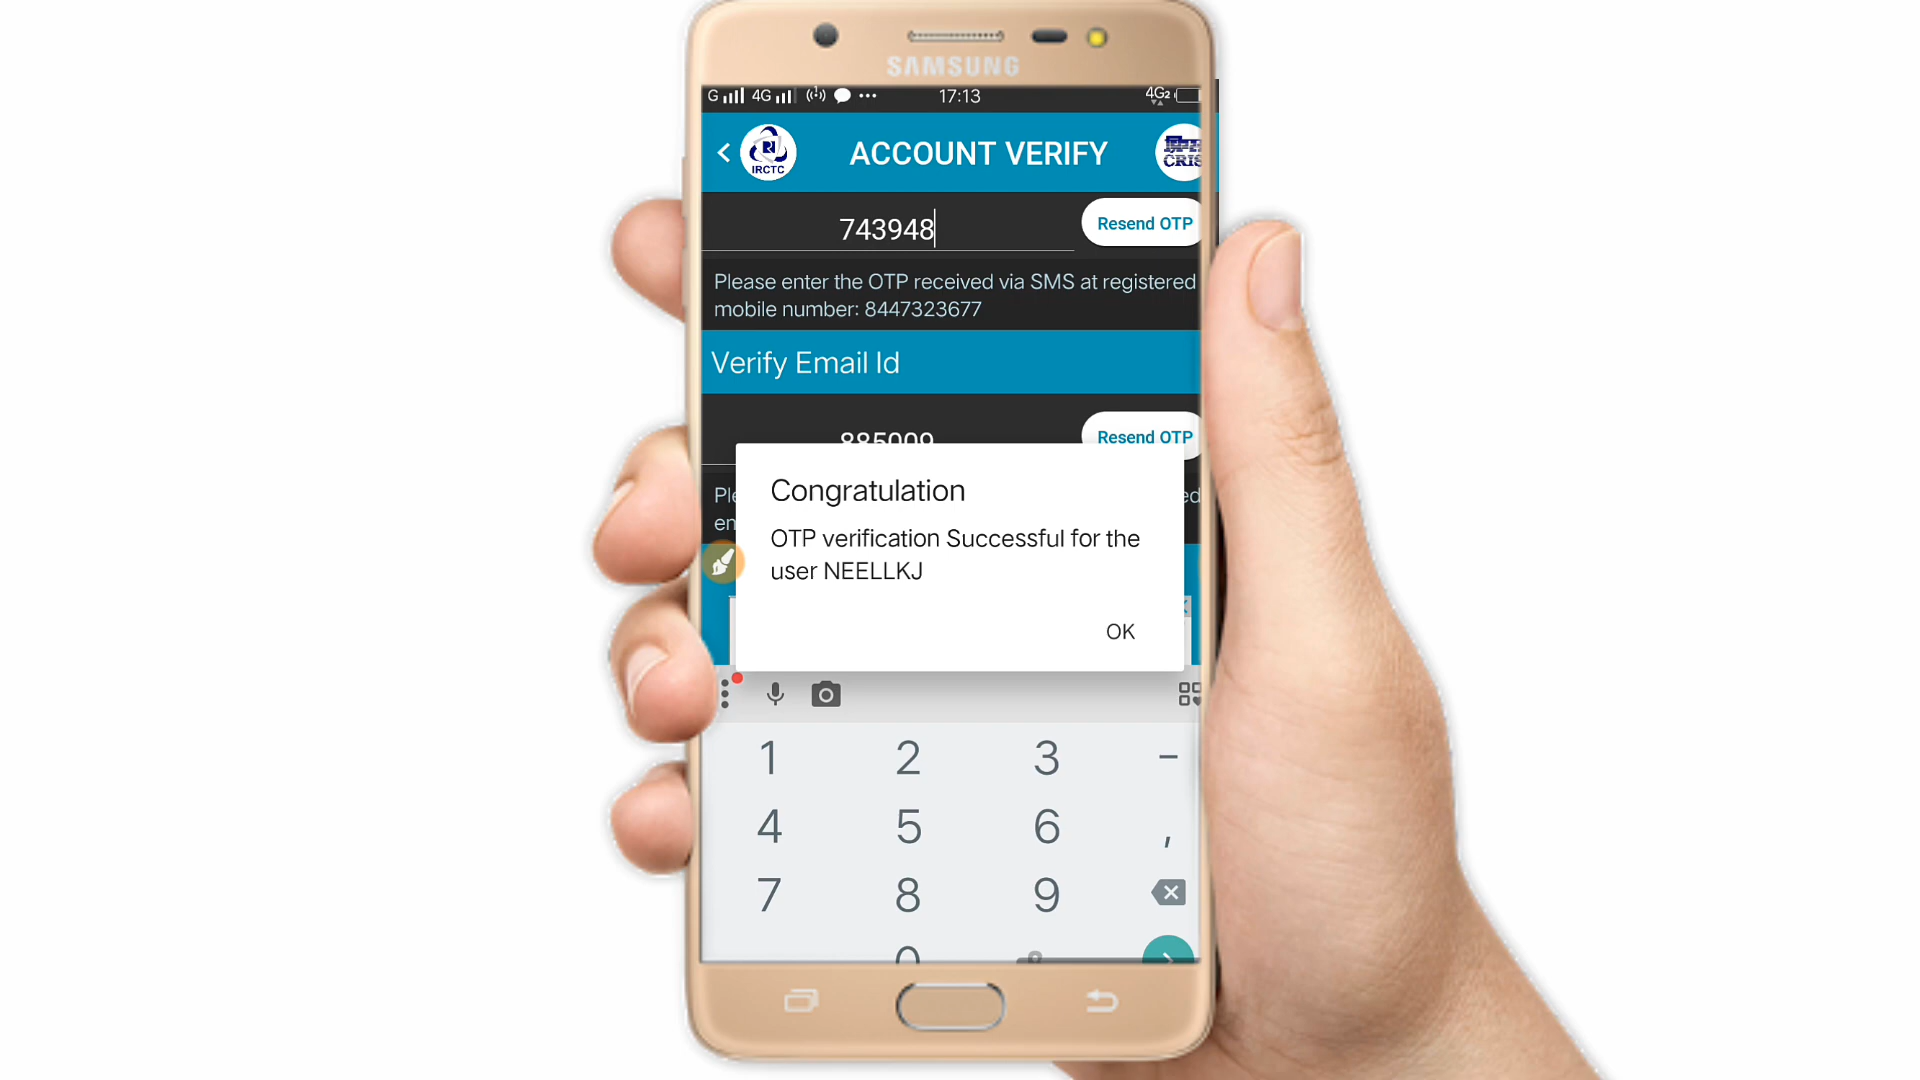 SAMSUNG
G 4G 17:13 4G2
IRCTC
ACCOUNT VERIFY
CRIS
743948
Resend OTP
Please enter the OTP received via SMS at registered
mobile number: 8447323677
Verify Email Id
885009
Resend OTP
Congratulation
OTP verification Successful for the
user NEELLKJ
OK
1 2 3 -
4 5 6 ,
7 8 9
0